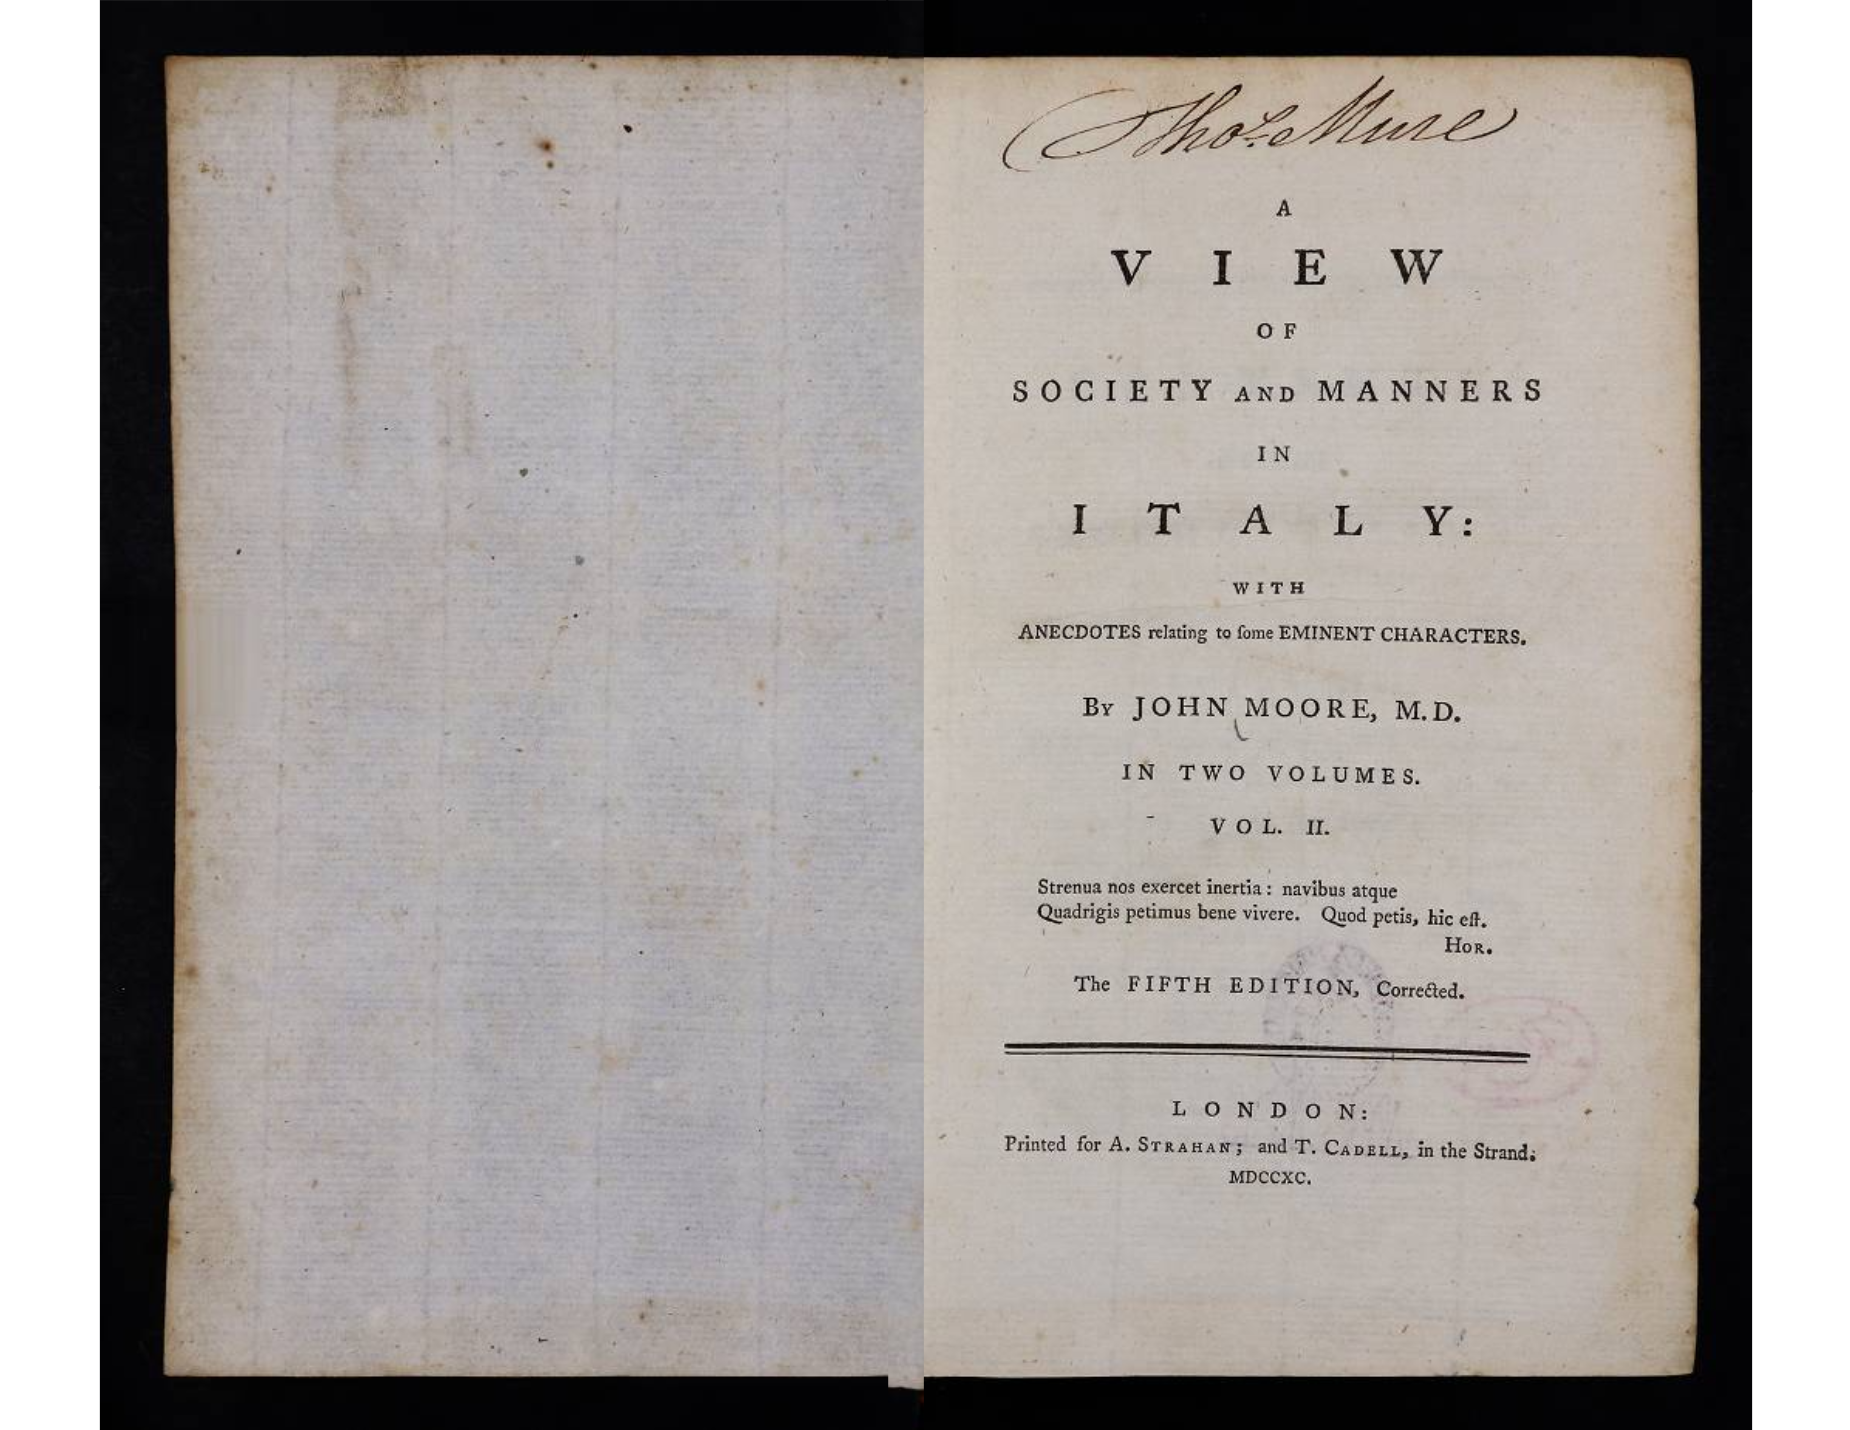 Thos. Mure
A
VIEW
OF
SOCIETY AND MANNERS
IN
ITALY:
WITH
ANECDOTES relating to ſome EMINENT CHARACTERS.
By JOHN MOORE, M.D.
IN TWO VOLUMES.
VOL. II.
Strenua nos exercet inertia: navibus atque
Quadrigis petimus bene vivere. Quod petis, hic eſt.
HOR.
The FIFTH EDITION, Corrected.
LONDON:
Printed for A. STRAHAN; and T. CADELL, in the Strand.
MDCCXC.